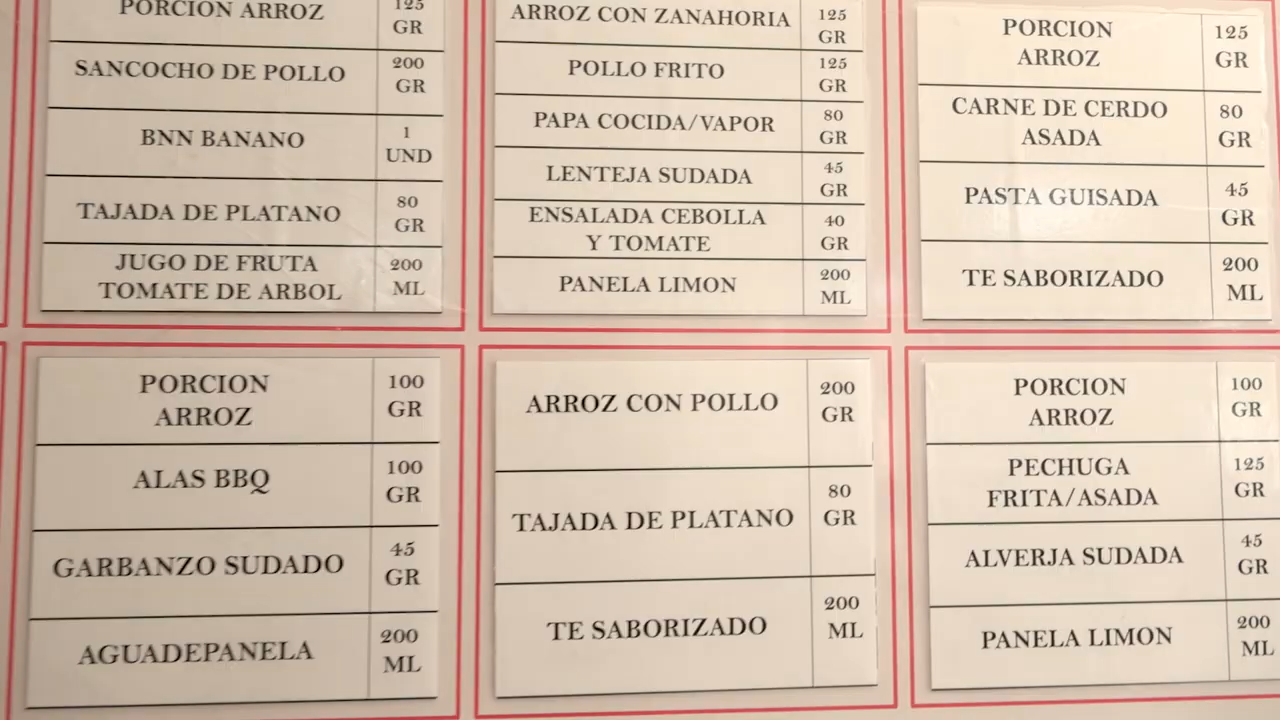 PORCION ARROZ
125
GR
SANCOCHO DE POLLO
200
GR
BNN BANANO
1
UND
TAJADA DE PLATANO
80
GR
JUGO DE FRUTA
TOMATE DE ARBOL
200
ML
ARROZ CON ZANAHORIA
125
GR
POLLO FRITO
125
GR
PAPA COCIDA/VAPOR
80
GR
LENTEJA SUDADA
45
GR
ENSALADA CEBOLLA
Y TOMATE
40
GR
PANELA LIMON
200
ML
PORCION
ARROZ
125
GR
CARNE DE CERDO
ASADA
80
GR
PASTA GUISADA
45
GR
TE SABORIZADO
200
ML
PORCION
ARROZ
100
GR
ALAS BBQ
100
GR
GARBANZO SUDADO
45
GR
AGUADEPANELA
200
ML
ARROZ CON POLLO
200
GR
TAJADA DE PLATANO
80
GR
TE SABORIZADO
200
ML
PORCION
ARROZ
100
GR
PECHUGA
FRITA/ASADA
125
GR
ALVERJA SUDADA
45
GR
PANELA LIMON
200
ML